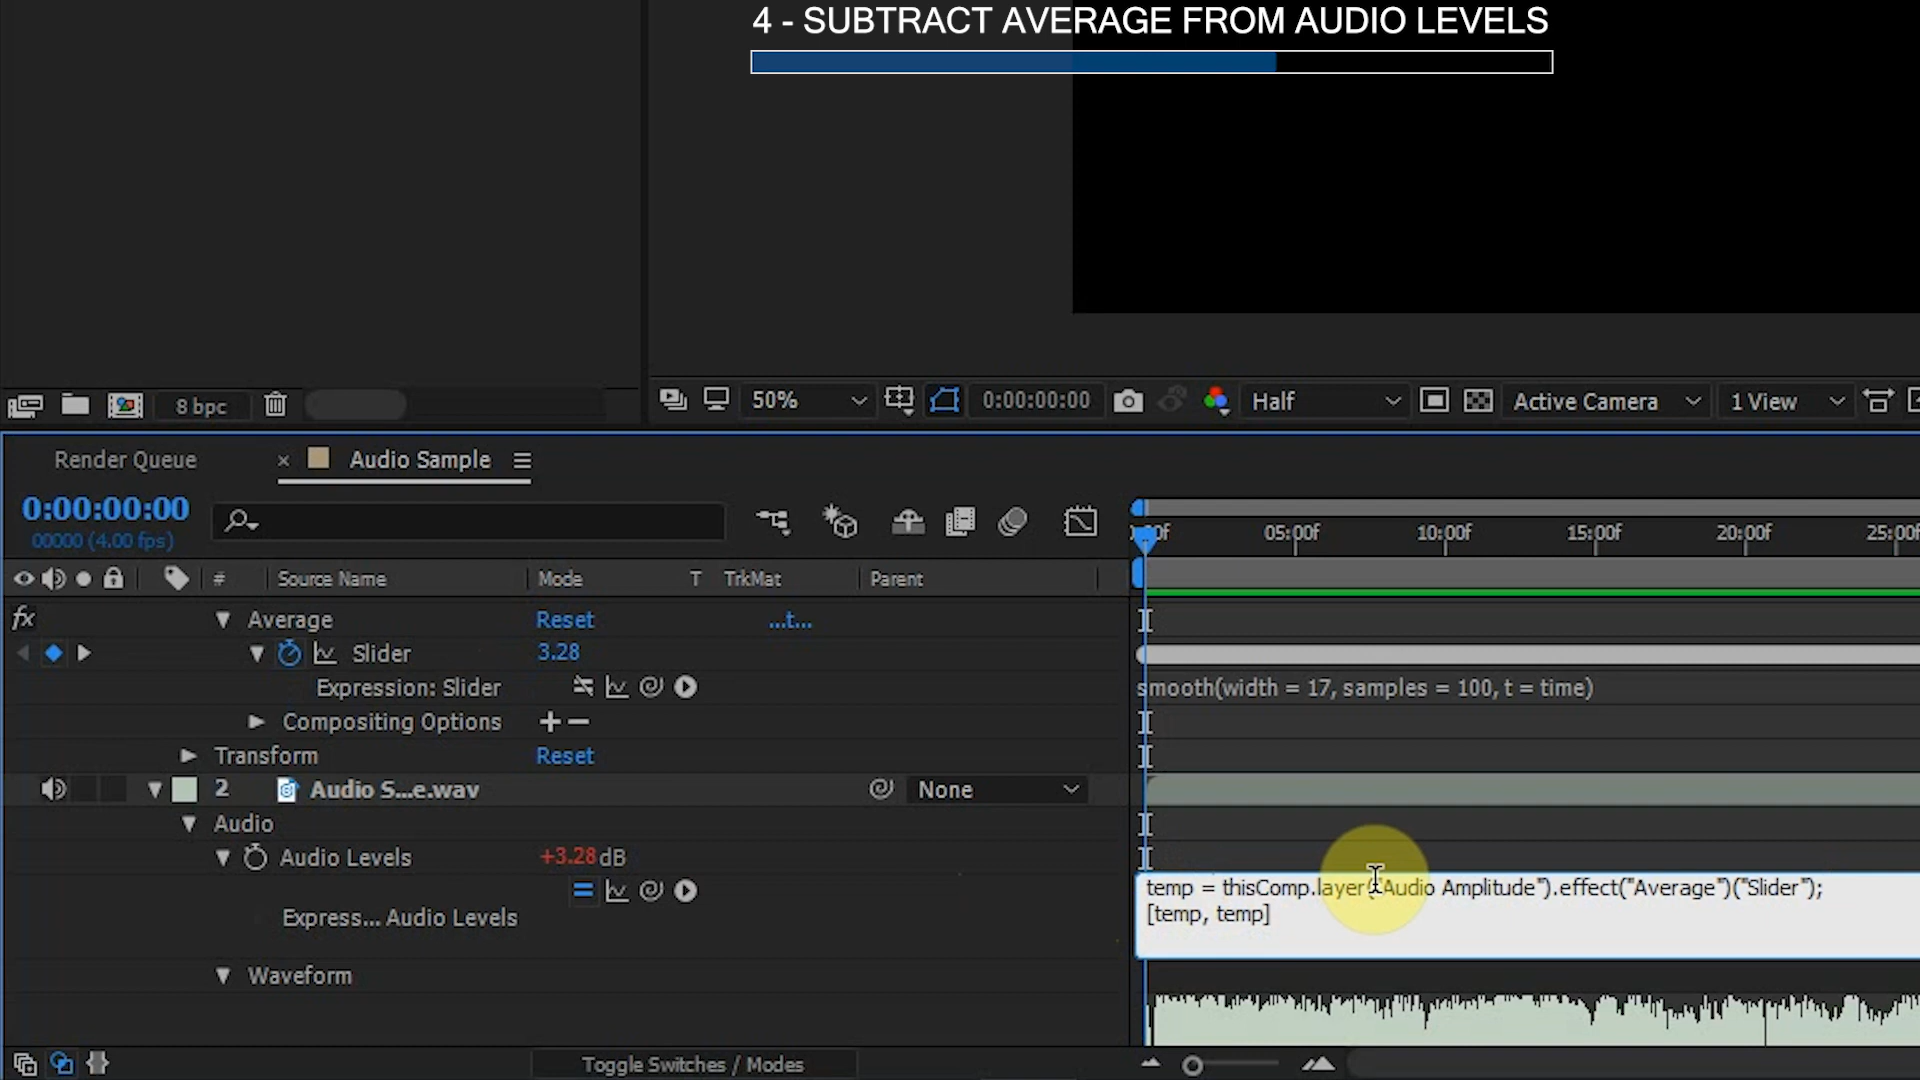 4 - SUBTRACT AVERAGE FROM AUDIO LEVELS
8 bpc
50%
0:00:00:00
Half
Active Camera
1 View
Render Queue
× Audio Sample
0:00:00:00
00000 (4.00 fps)
05:00f 10:00f 15:00f 20:00f 25:00f
# Source Name Mode T TrkMat Parent
fx Average Reset ...t...
Slider 3.28
Expression: Slider
smooth(width = 17, samples = 100, t = time)
Compositing Options + −
Transform Reset
2 Audio S...e.wav None
Audio
Audio Levels +3.28 dB
temp = thisComp.layer("Audio Amplitude").effect("Average")("Slider");
[temp, temp]
Express... Audio Levels
Waveform
Toggle Switches / Modes